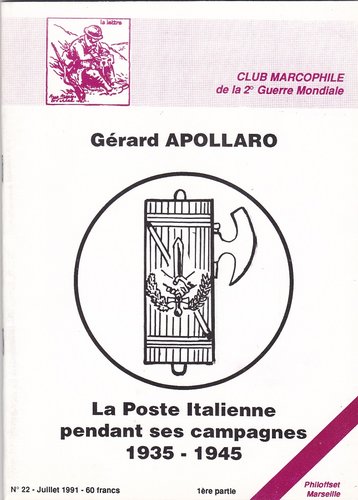 la lettre
CLUB MARCOPHILE
de la 2° Guerre Mondiale
Gérard APOLLARO
La Poste Italienne
pendant ses campagnes
1935 - 1945
N° 22 - Juillet 1991 - 60 francs
1ère partie
Philoffset
Marseille